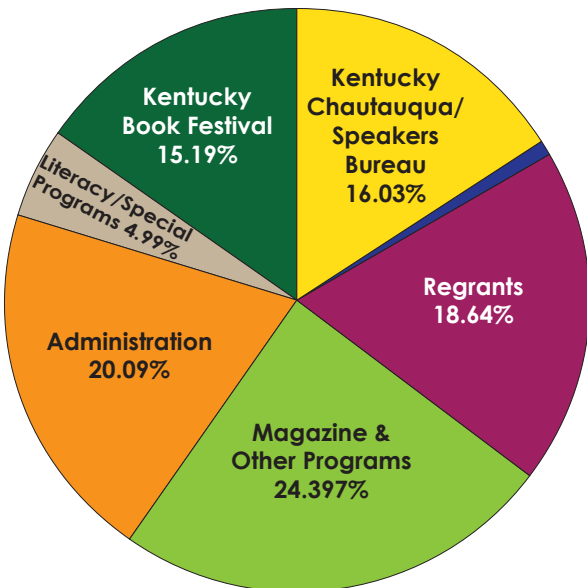 Kentucky
Chautauqua/
Speakers
Bureau
16.03%
Regrants
18.64%
Magazine &
Other Programs
24.397%
Administration
20.09%
Literacy/Special
Programs 4.99%
Kentucky
Book Festival
15.19%